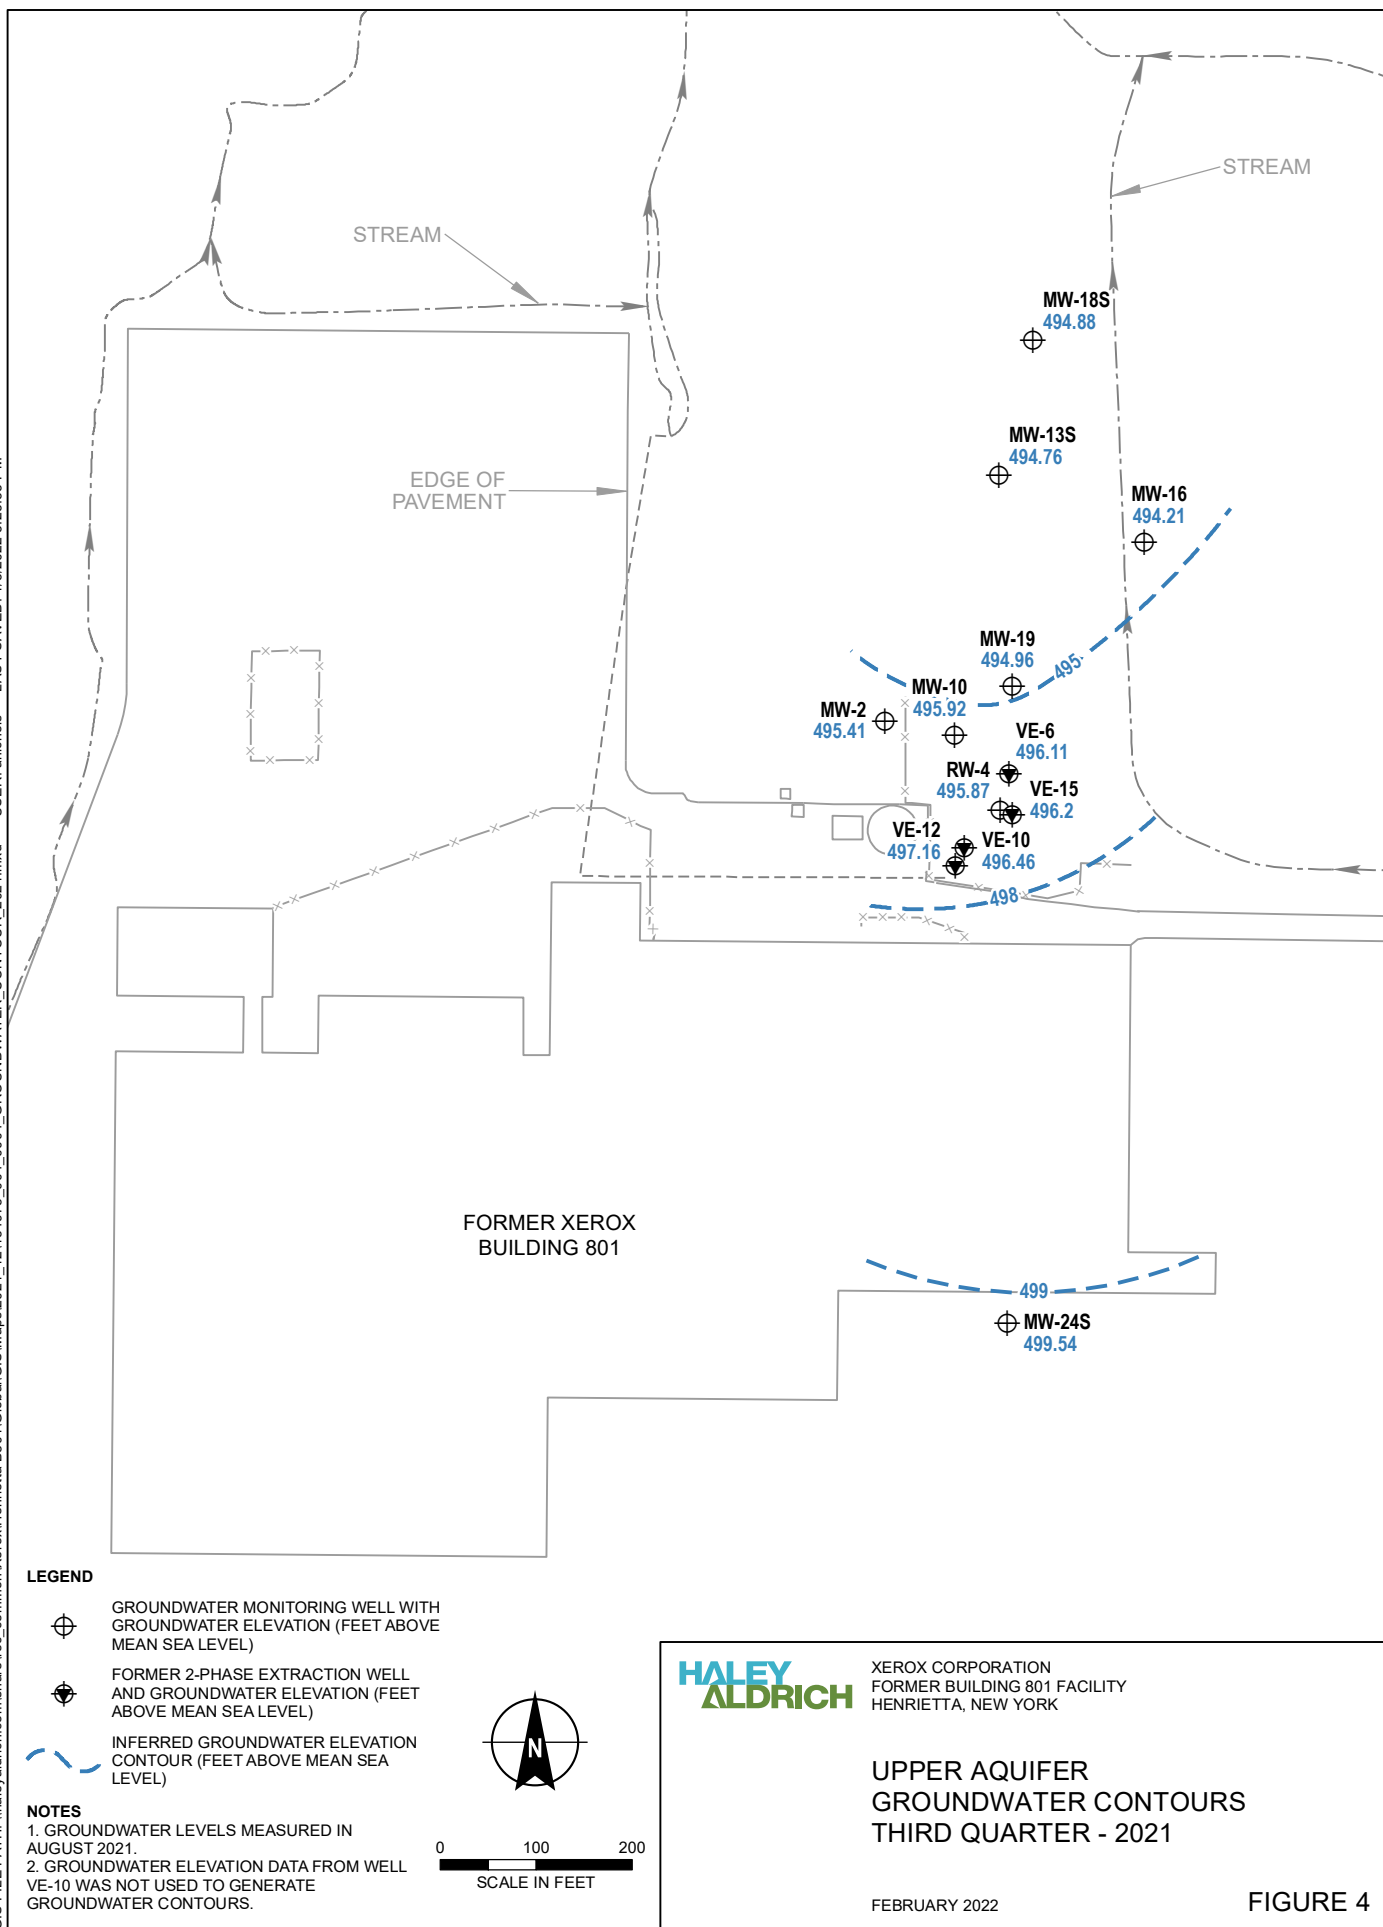 STREAM
STREAM
MW-18S
494.88
MW-13S
494.76
EDGE OF
PAVEMENT
MW-16
494.21
MW-19
494.96
495
MW-10
495.92
MW-2
495.41
VE-6
496.11
RW-4
495.87
VE-15
496.2
VE-12
497.16
VE-10
496.46
498
FORMER XEROX
BUILDING 801
499
MW-24S
499.54
LEGEND
GROUNDWATER MONITORING WELL WITH
GROUNDWATER ELEVATION (FEET ABOVE
MEAN SEA LEVEL)
FORMER 2-PHASE EXTRACTION WELL
AND GROUNDWATER ELEVATION (FEET
ABOVE MEAN SEA LEVEL)
INFERRED GROUNDWATER ELEVATION
CONTOUR (FEET ABOVE MEAN SEA
LEVEL)
NOTES
1. GROUNDWATER LEVELS MEASURED IN
AUGUST 2021.
2. GROUNDWATER ELEVATION DATA FROM WELL
VE-10 WAS NOT USED TO GENERATE
GROUNDWATER CONTOURS.
N
0 100 200
SCALE IN FEET
HALEY
ALDRICH
XEROX CORPORATION
FORMER BUILDING 801 FACILITY
HENRIETTA, NEW YORK
UPPER AQUIFER
GROUNDWATER CONTOURS
THIRD QUARTER - 2021
FEBRUARY 2022
FIGURE 4